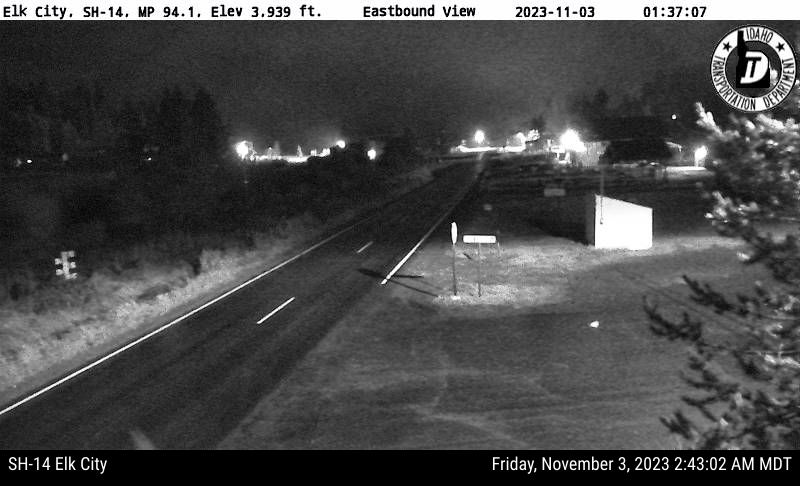 Elk City, SH-14, MP 94.1, Elev 3,939 ft. Eastbound View 2023-11-03 01:37:07
IDAHO
TRANSPORTATION DEPARTMENT
SH-14 Elk City Friday, November 3, 2023 2:43:02 AM MDT